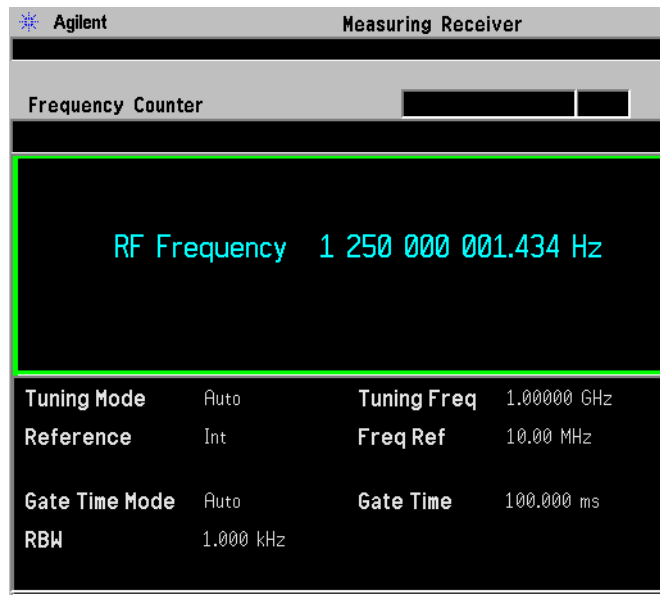 Agilent Measuring Receiver
Frequency Counter
RF Frequency 1 250 000 001.434 Hz
Tuning Mode Auto Tuning Freq 1.00000 GHz
Reference Int Freq Ref 10.00 MHz
Gate Time Mode Auto Gate Time 100.000 ms
RBW 1.000 kHz